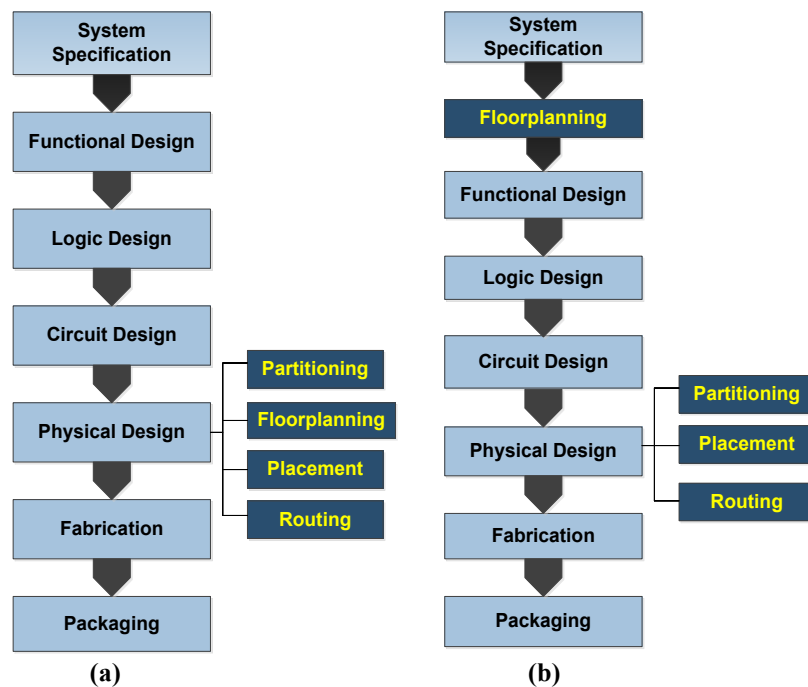 System
Specification
Functional Design
Logic Design
Circuit Design
Physical Design
Partitioning
Floorplanning
Placement
Routing
Fabrication
Packaging
(a)
System
Specification
Floorplanning
Functional Design
Logic Design
Circuit Design
Physical Design
Partitioning
Placement
Routing
Fabrication
Packaging
(b)